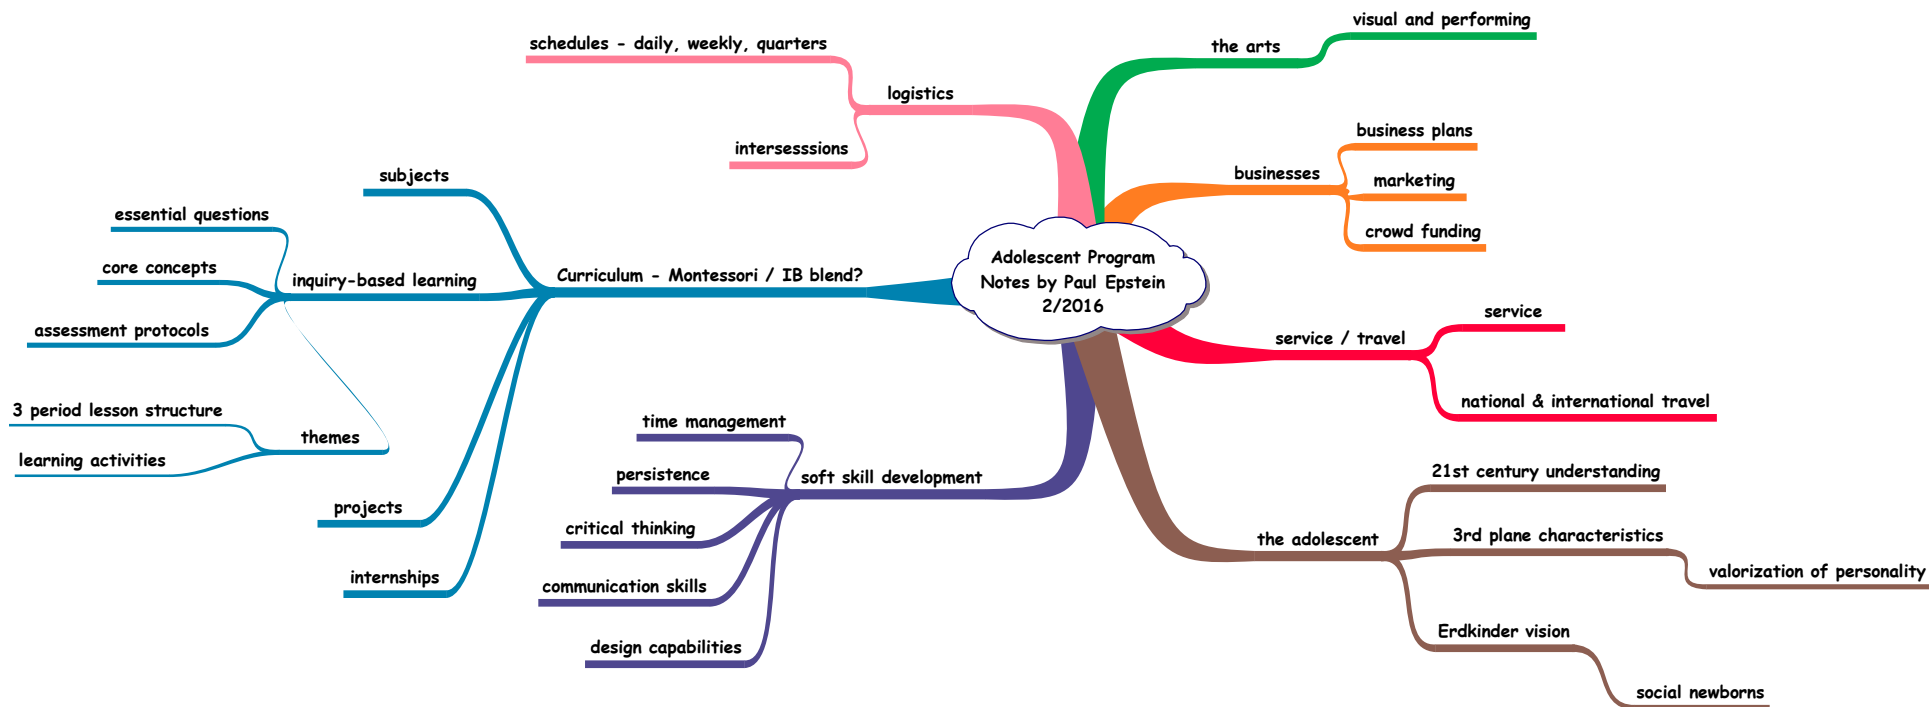 Adolescent Program
Notes by Paul Epstein
2/2016
the arts
visual and performing
businesses
business plans
marketing
crowd funding
service / travel
service
national & international travel
the adolescent
21st century understanding
3rd plane characteristics
valorization of personality
Erdkinder vision
social newborns
soft skill development
time management
persistence
critical thinking
communication skills
design capabilities
Curriculum - Montessori / IB blend?
subjects
inquiry-based learning
essential questions
core concepts
assessment protocols
themes
3 period lesson structure
learning activities
projects
internships
logistics
schedules - daily, weekly, quarters
intersesssions